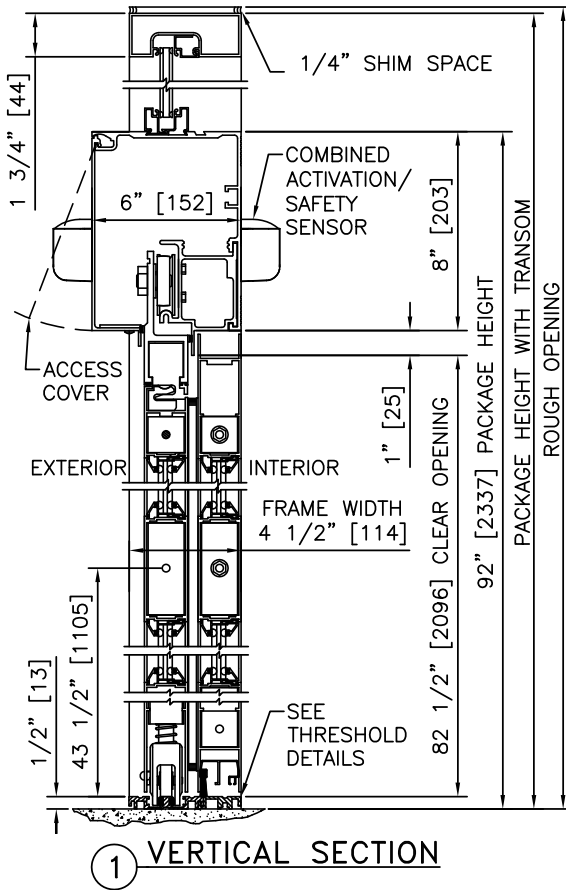 1/4” SHIM SPACE
1 3/4” [44]
COMBINED
ACTIVATION/
SAFETY
SENSOR
6” [152]
8” [203]
ACCESS
COVER
1” [25]
EXTERIOR
INTERIOR
FRAME WIDTH
4 1/2” [114]
82 1/2” [2096] CLEAR OPENING
92” [2337] PACKAGE HEIGHT
PACKAGE HEIGHT WITH TRANSOM
ROUGH OPENING
1/2” [13]
43 1/2” [1105]
SEE
THRESHOLD
DETAILS
1 VERTICAL SECTION